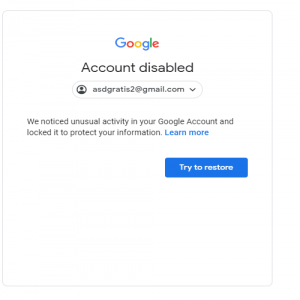 Google
Account disabled
asdgratis2@gmail.com
We noticed unusual activity in your Google Account and
locked it to protect your information. Learn more
Try to restore